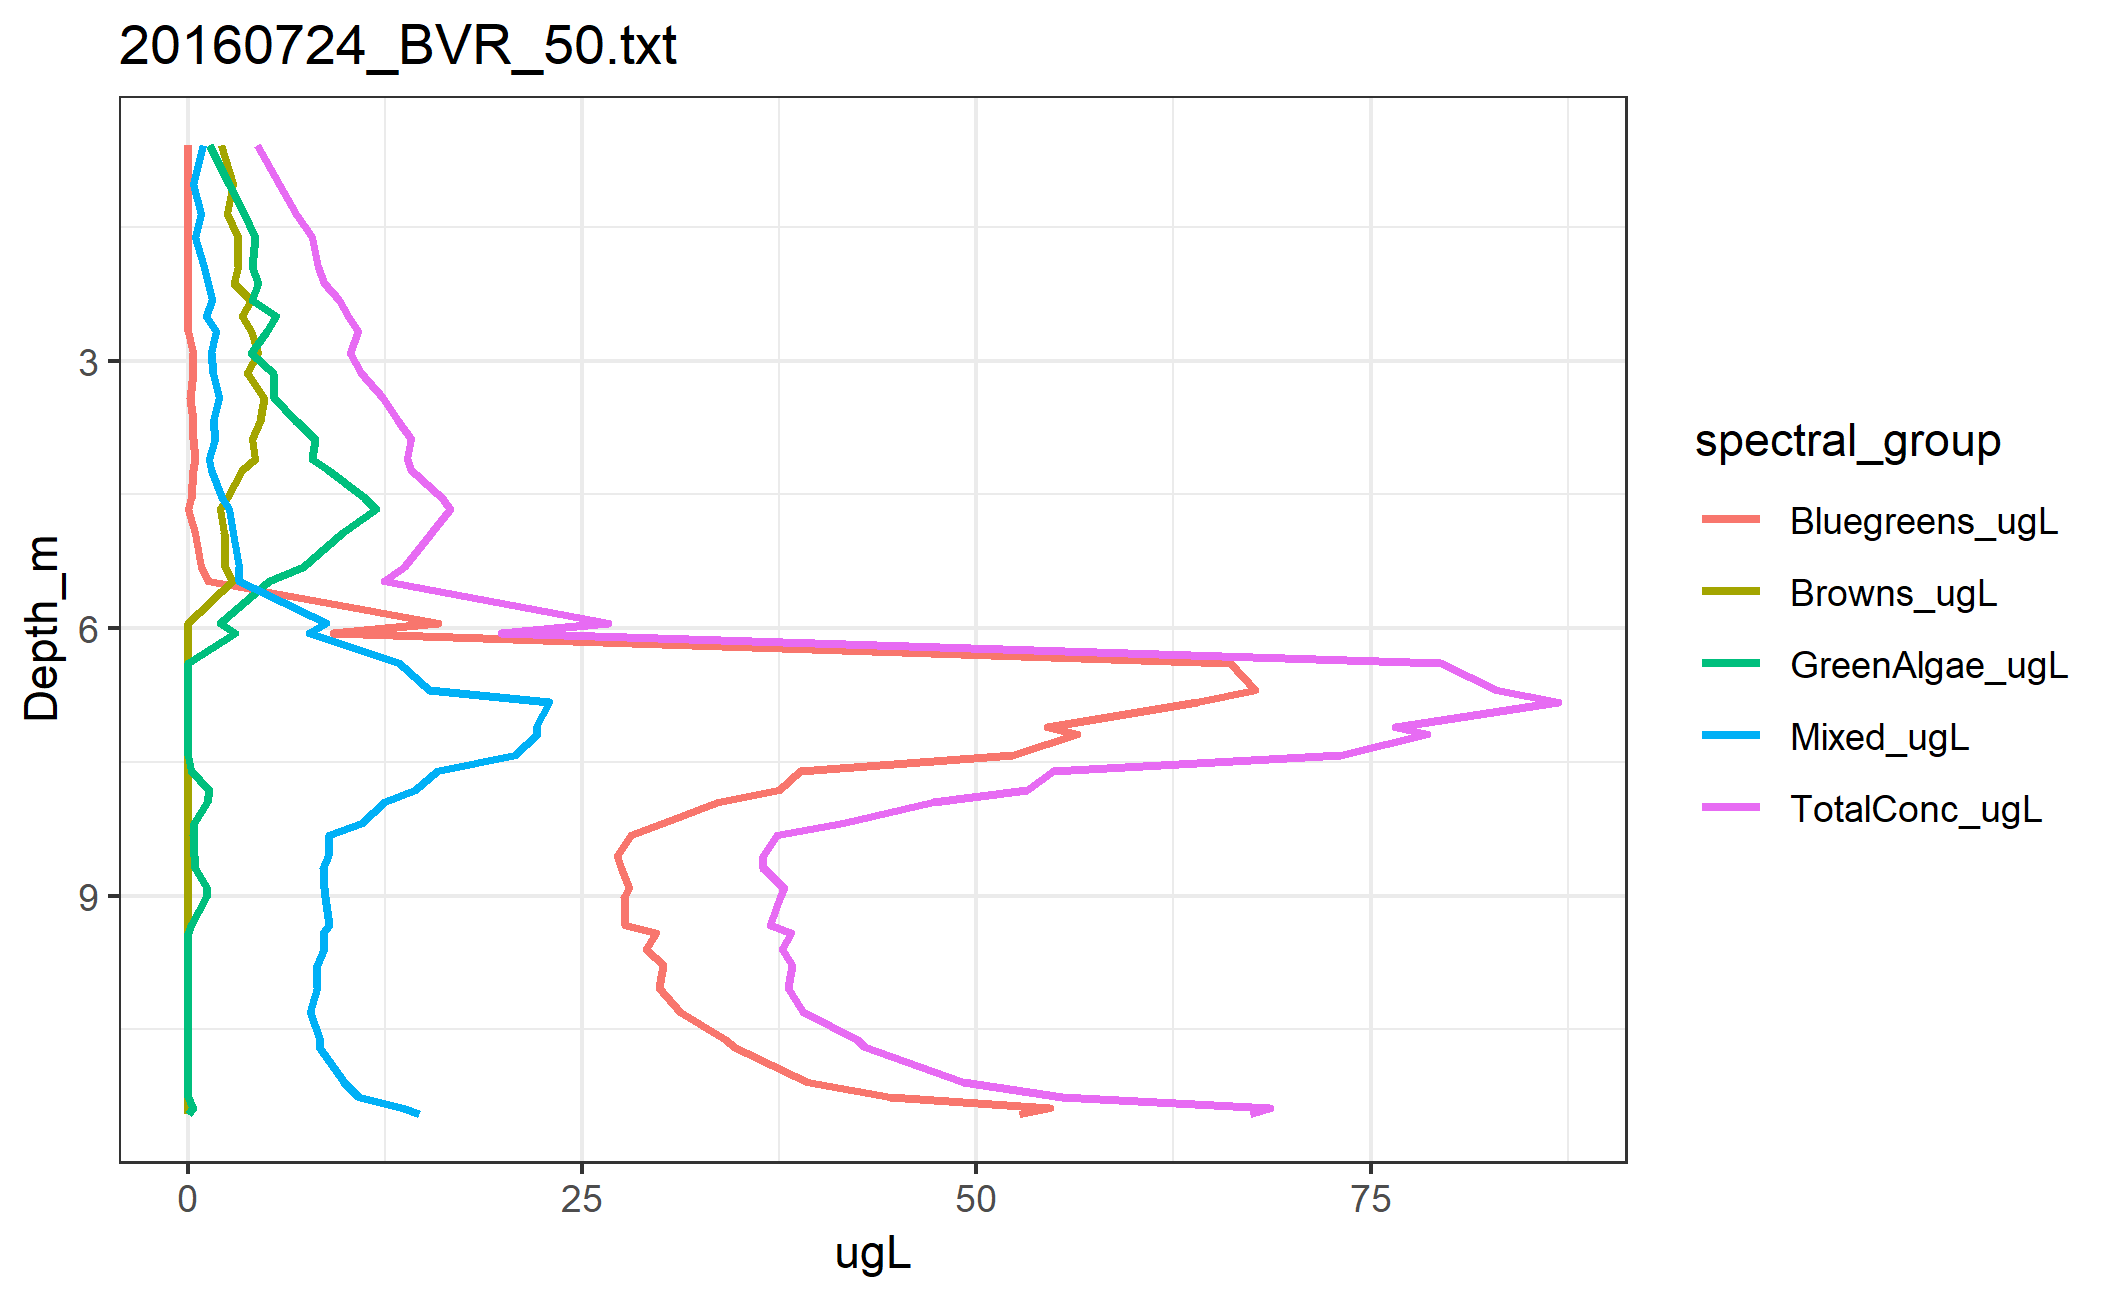 20160724_BVR_50.txt
Depth_m
3
6
9
0
25
50
75
ugL
spectral_group
Bluegreens_ugL
Browns_ugL
GreenAlgae_ugL
Mixed_ugL
TotalConc_ugL